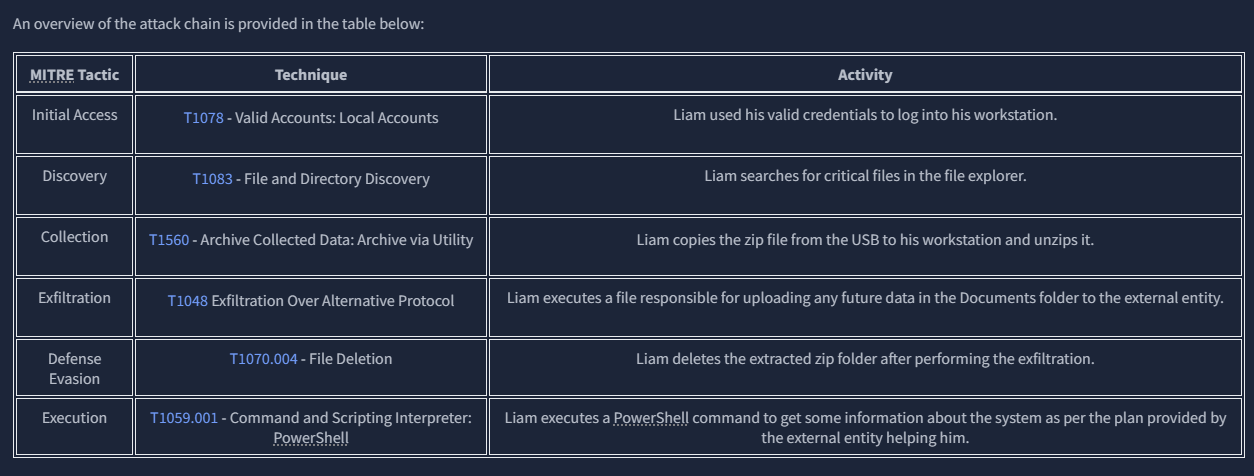 An overview of the attack chain is provided in the table below:
MITRE Tactic
Technique
Activity
Initial Access
T1078 - Valid Accounts: Local Accounts
Liam used his valid credentials to log into his workstation.
Discovery
T1083 - File and Directory Discovery
Liam searches for critical files in the file explorer.
Collection
T1560 - Archive Collected Data: Archive via Utility
Liam copies the zip file from the USB to his workstation and unzips it.
Exfiltration
T1048 Exfiltration Over Alternative Protocol
Liam executes a file responsible for uploading any future data in the Documents folder to the external entity.
Defense
Evasion
T1070.004 - File Deletion
Liam deletes the extracted zip folder after performing the exfiltration.
Execution
T1059.001 - Command and Scripting Interpreter:
PowerShell
Liam executes a PowerShell command to get some information about the system as per the plan provided by
the external entity helping him.